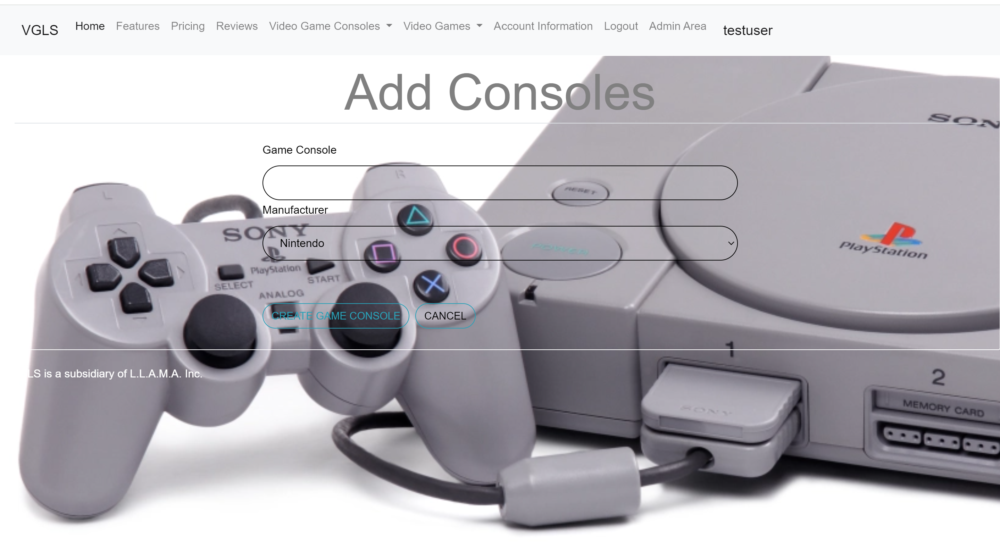 VGLS Home Features Pricing Reviews Video Game Consoles Video Games Account Information Logout Admin Area testuser
Add Consoles
SON
Game Console
R
L
RESET
Manufacturer
SONY
Nintendo
POWER
PlayStation
PlayStation
START
SELECT
ANALOG
CREATE GAME CONSOLE CANCEL
1
LS is a subsidiary of L.L.A.M.A. Inc.
2
SONY
MEMORY CARD